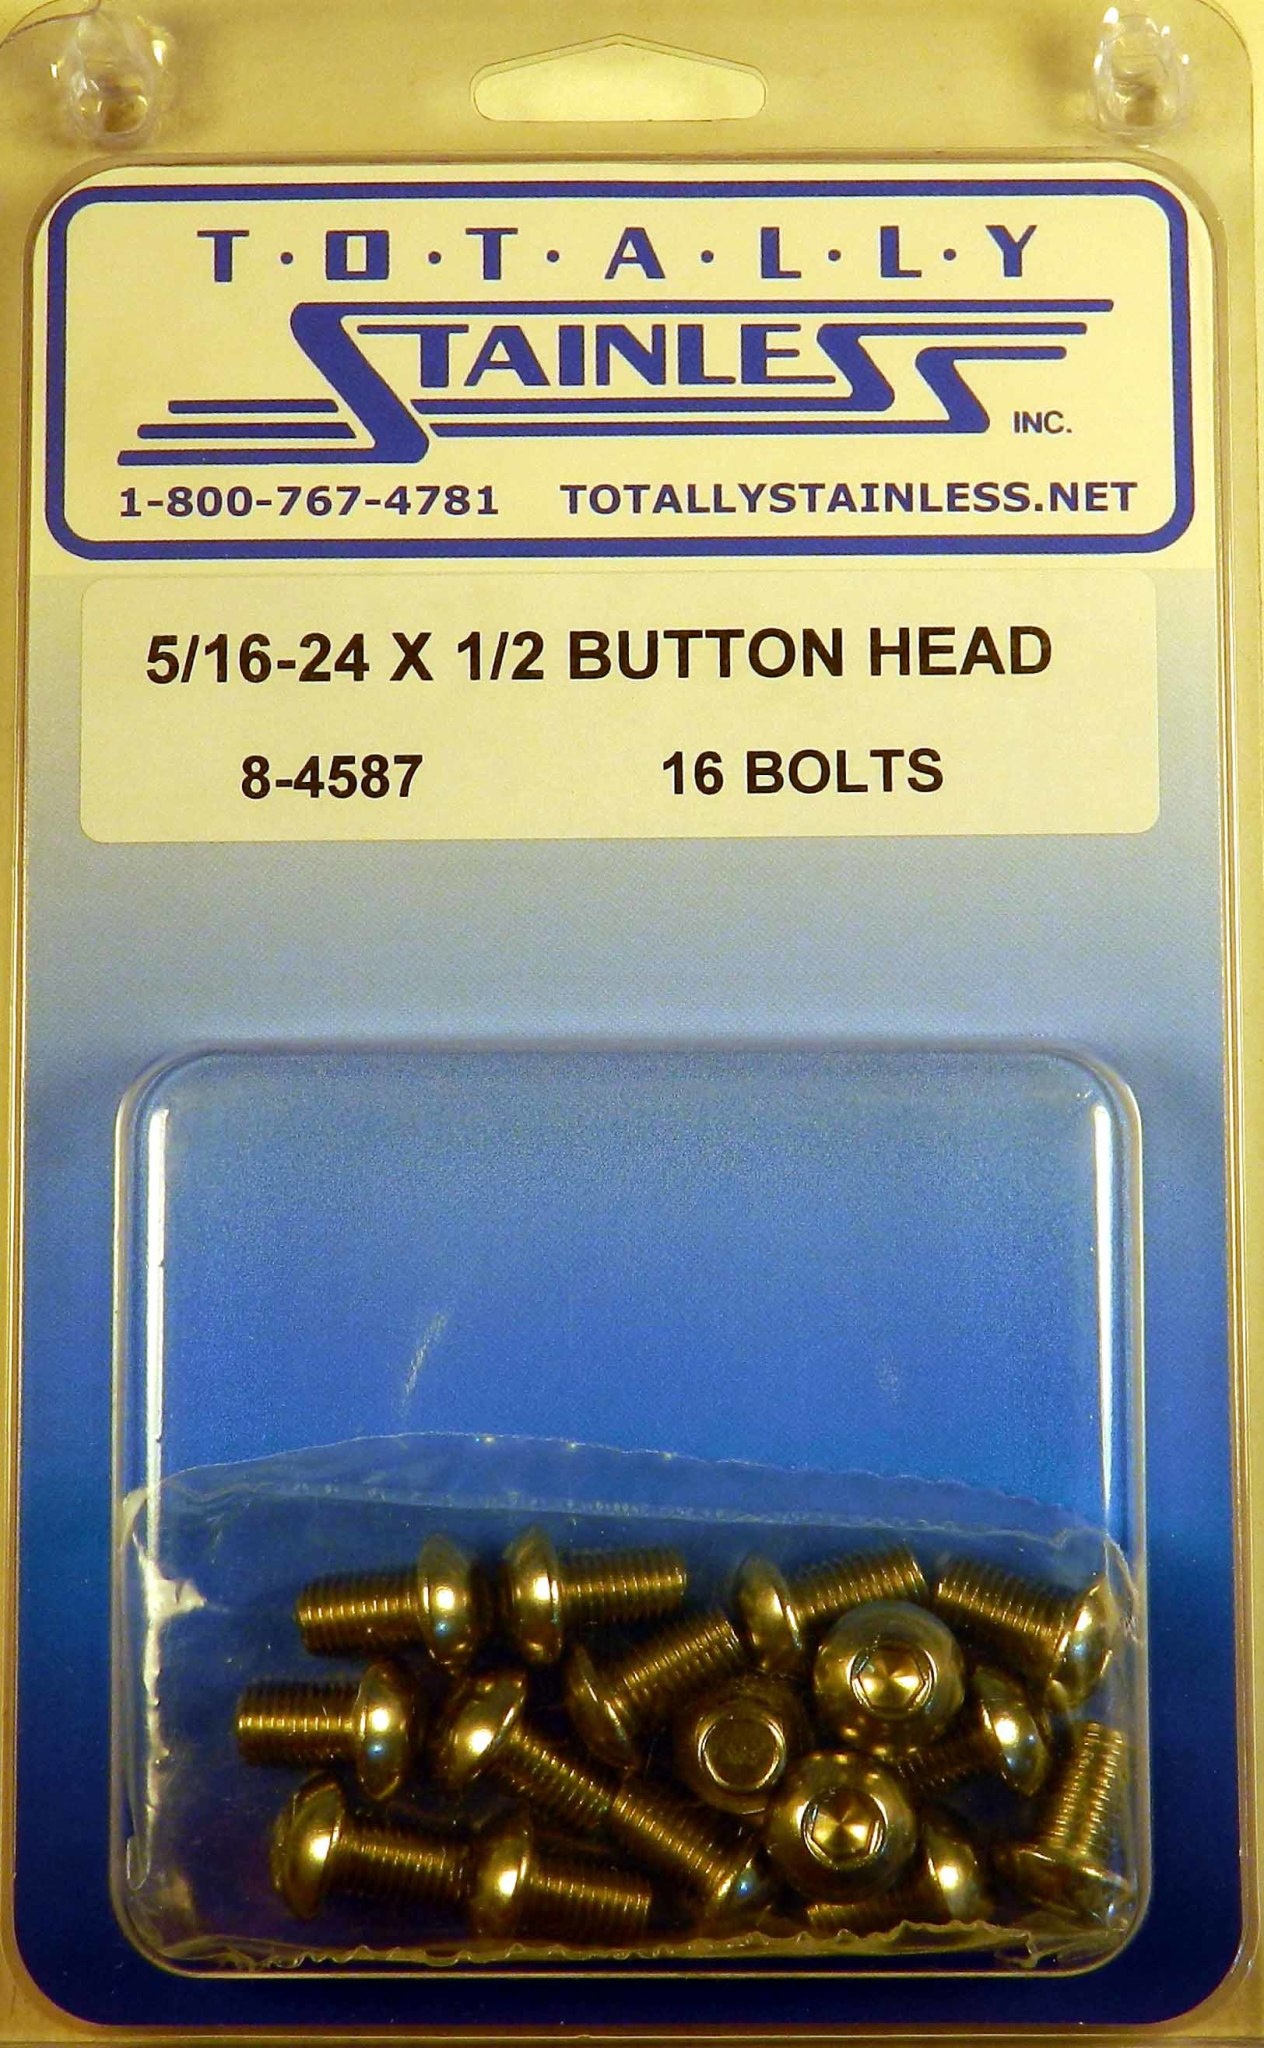 T·O·T·A·L·L·Y
STAINLESS INC.
1-800-767-4781 TOTALLYSTAINLESS.NET
5/16-24 X 1/2 BUTTON HEAD
8-4587 16 BOLTS